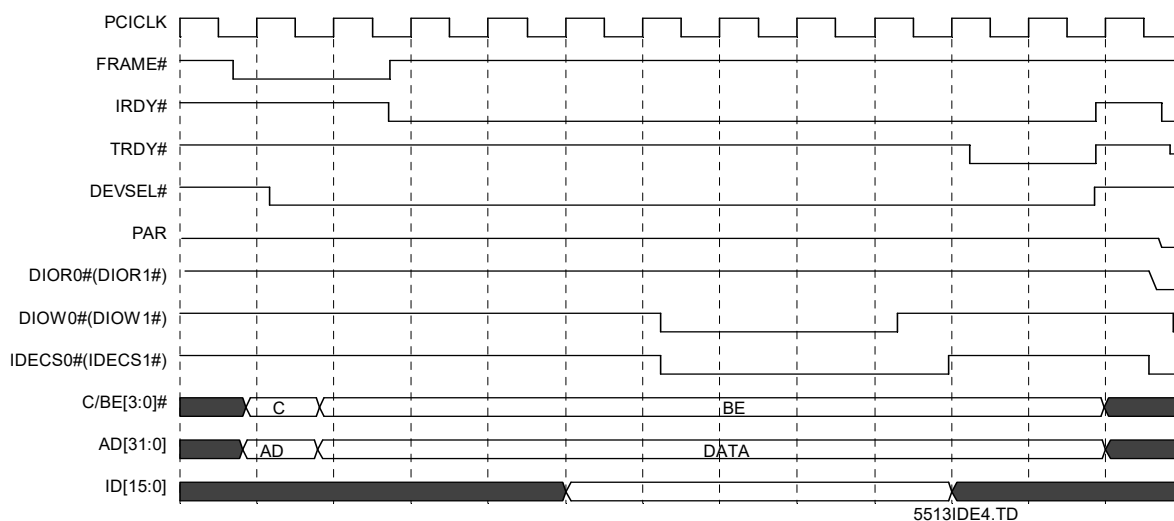 PCICLK
FRAME#
IRDY#
TRDY#
DEVSEL#
PAR
DIOR0#(DIOR1#)
DIOW0#(DIOW1#)
IDECS0#(IDECS1#)
C/BE[3:0]# C BE
AD[31:0] AD DATA
ID[15:0]
5513IDE4.TD